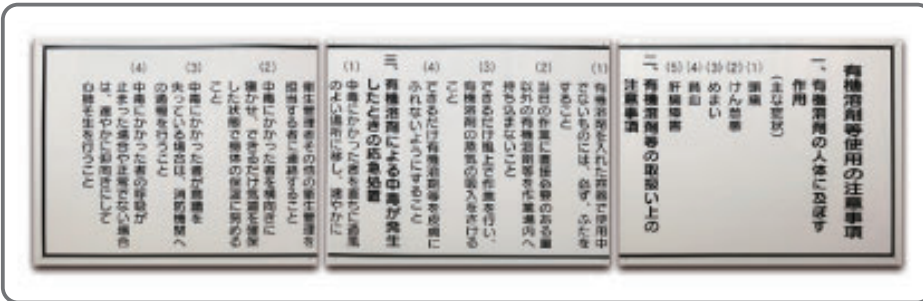 有機溶剤等使用の注意事項
一、有機溶剤の人体に及ぼす
作用
(主な症状)
(1) 頭痛
(2) けん怠感
(3) めまい
(4) 貧血
(5) 肝臓障害
二、有機溶剤等の取扱い上の
注意事項
(1) 有機溶剤を入れた容器で使用中
でないものには、必ず、ふたを
すること
(2) 当日の作業に直接必要のある量
以外の有機溶剤等を作業場内へ
持ち込まないこと
(3) できるだけ風上で作業を行い、
有機溶剤の蒸気の吸入をさける
こと
(4) できるだけ有機溶剤等を皮膚に
ふれないようにすること
三、有機溶剤による中毒が発生
したときの応急処置
(1) 中毒にかかった者を直ちに通風
のよい場所に移し、速やかに
衛生管理者その他の衛生管理を
担当する者に連絡すること
(2) 中毒にかかった者を横向きに
寝かせ、できるだけ気道を確保
した状態で身体の保温に努める
こと
(3) 中毒にかかった者が意識を
失っている場合は、消防機関へ
の通報を行うこと
(4) 中毒にかかった者の呼吸が
止まった場合や正常でない場合
は、速やかに仰向きにして
心肺そ生を行うこと